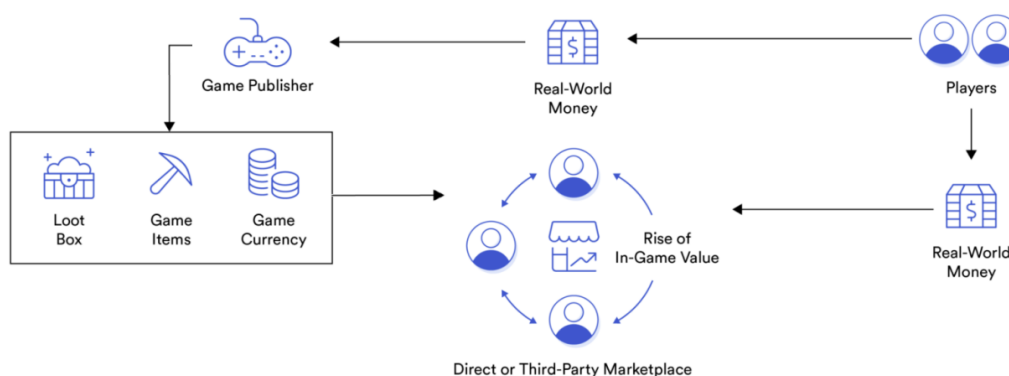 Game Publisher
Real-World
Money
Players
Loot
Box
Game
Items
Game
Currency
Rise of
In-Game Value
Real-World
Money
Direct or Third-Party Marketplace